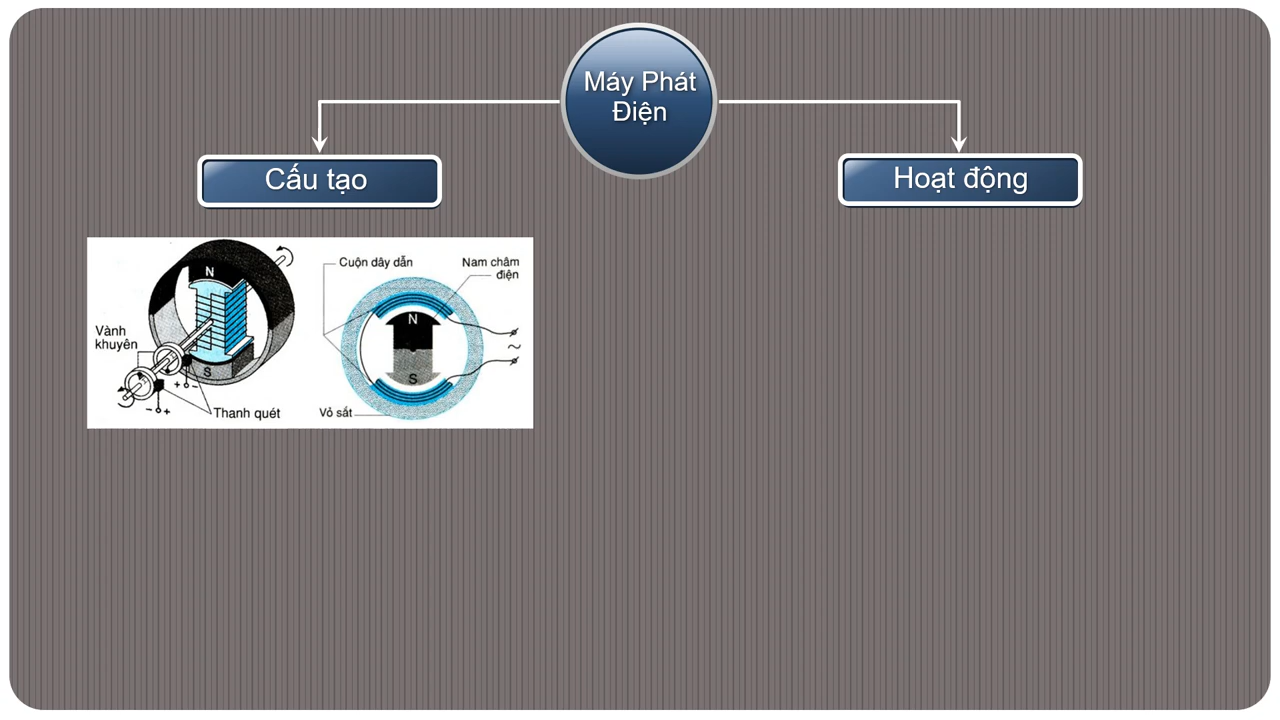 Máy Phát
Điện
Cấu tạo
Hoạt động
N
S
Vành
khuyên
+
-
- +
Thanh quét
Cuộn dây dẫn
Nam châm
điện
N
S
~
Vỏ sắt